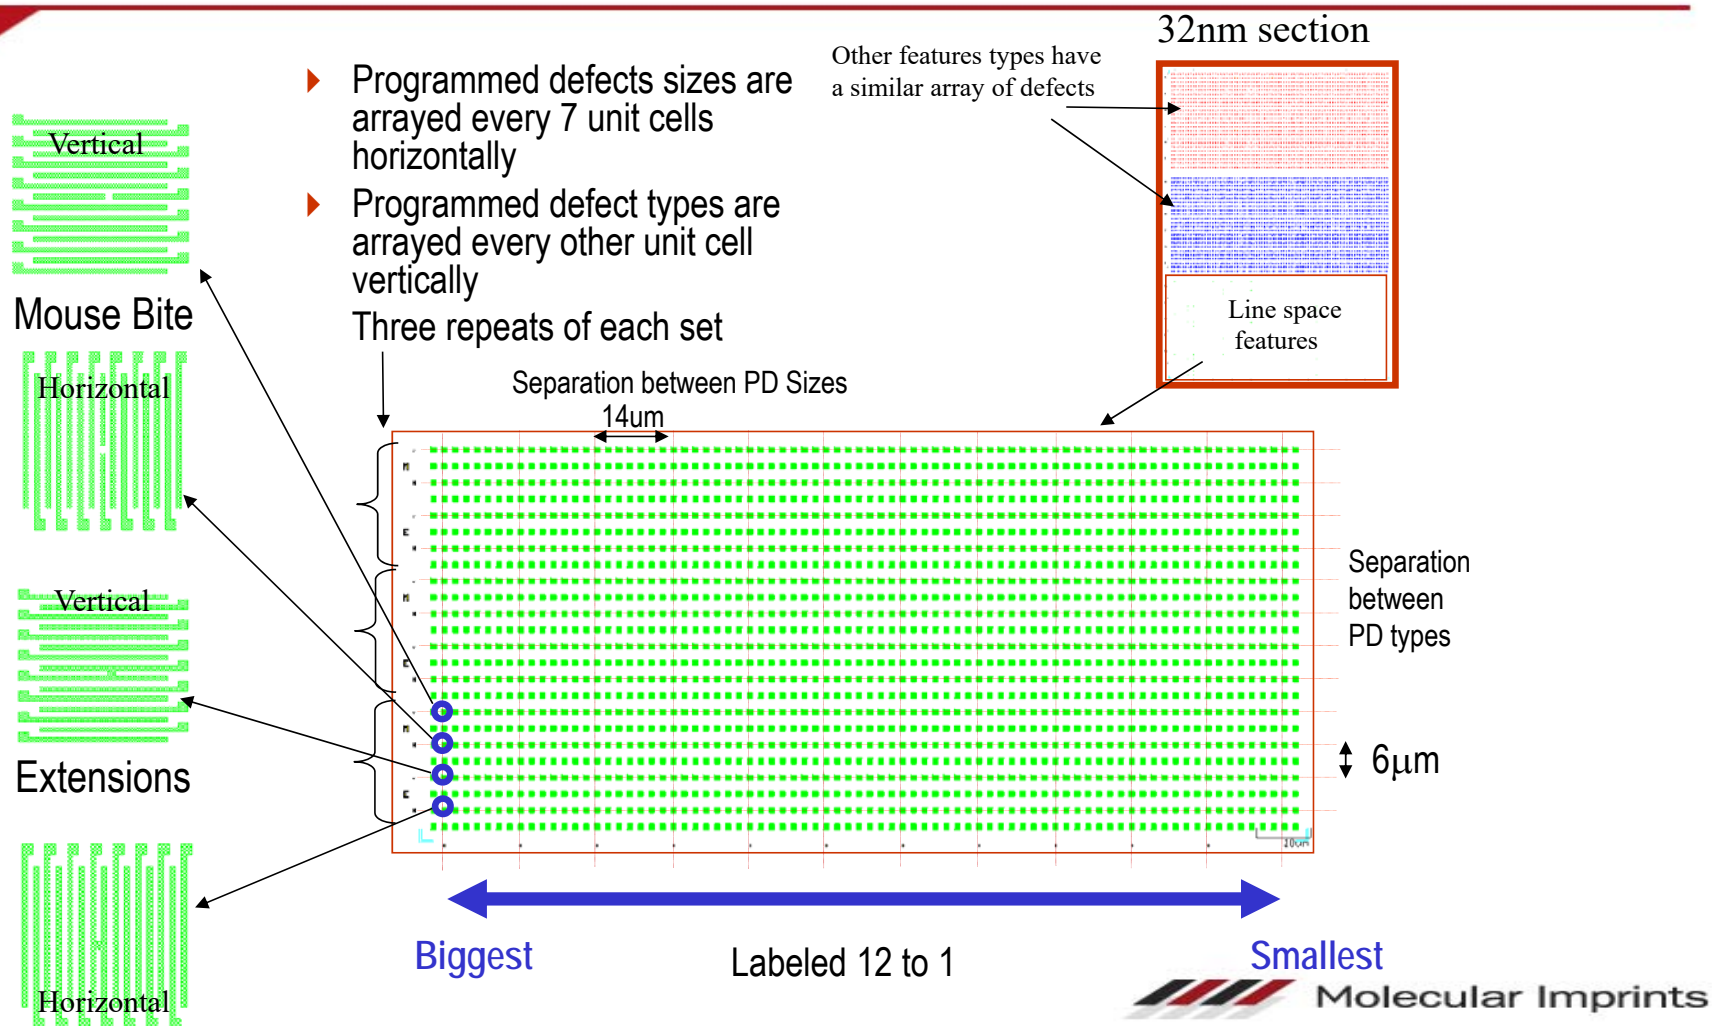 32nm section
Other features types have
a similar array of defects
Programmed defects sizes are
arrayed every 7 unit cells
horizontally
Programmed defect types are
arrayed every other unit cell
vertically
Three repeats of each set
Vertical
Mouse Bite
Horizontal
Vertical
Extensions
Horizontal
Line space
features
Separation between PD Sizes
14um
Separation
between
PD types
6μm
Biggest
Labeled 12 to 1
Smallest
Molecular Imprints